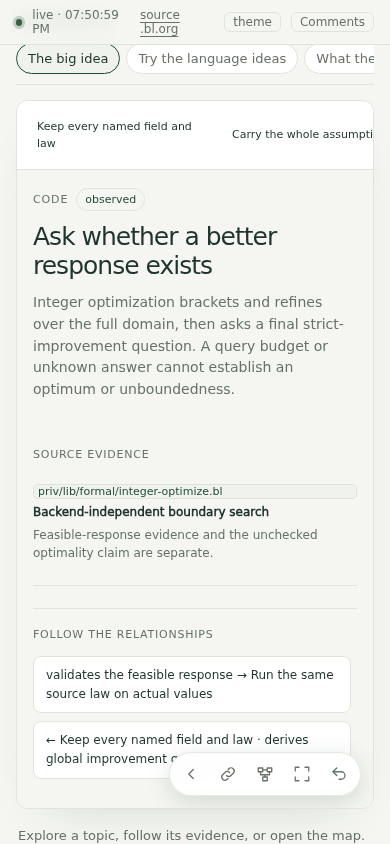 live · 07:50:59
PM
source
.bl.org
theme
Comments
The big idea
Try the language ideas
What the
Keep every named field and
law
Carry the whole assumpti
CODE
observed
Ask whether a better
response exists
Integer optimization brackets and refines
over the full domain, then asks a final strict-
improvement question. A query budget or
unknown answer cannot establish an
optimum or unboundedness.
SOURCE EVIDENCE
priv/lib/formal/integer-optimize.bl
Backend-independent boundary search
Feasible-response evidence and the unchecked
optimality claim are separate.
FOLLOW THE RELATIONSHIPS
validates the feasible response → Run the same
source law on actual values
← Keep every named field and law · derives
global improvement
Explore a topic, follow its evidence, or open the map.